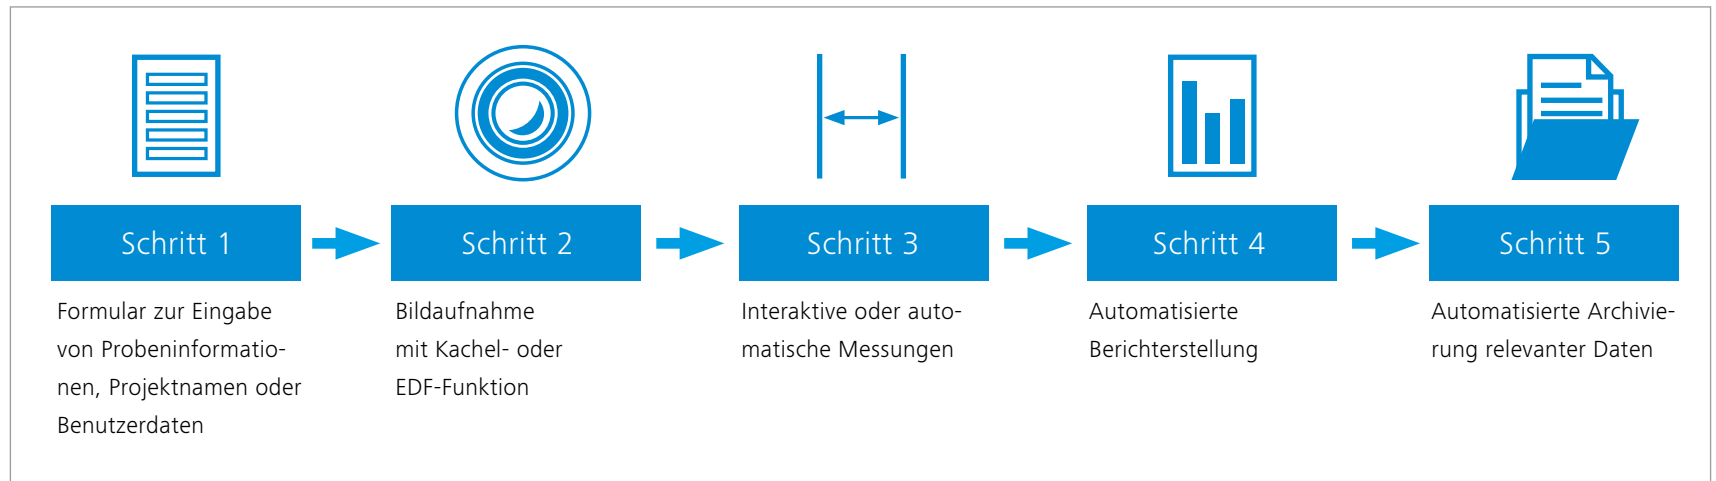 Schritt 1
Formular zur Eingabe
von Probeninformatio-
nen, Projektnamen oder
Benutzerdaten
Schritt 2
Bildaufnahme
mit Kachel- oder
EDF-Funktion
Schritt 3
Interaktive oder auto-
matische Messungen
Schritt 4
Automatisierte
Berichterstellung
Schritt 5
Automatisierte Archivie-
rung relevanter Daten